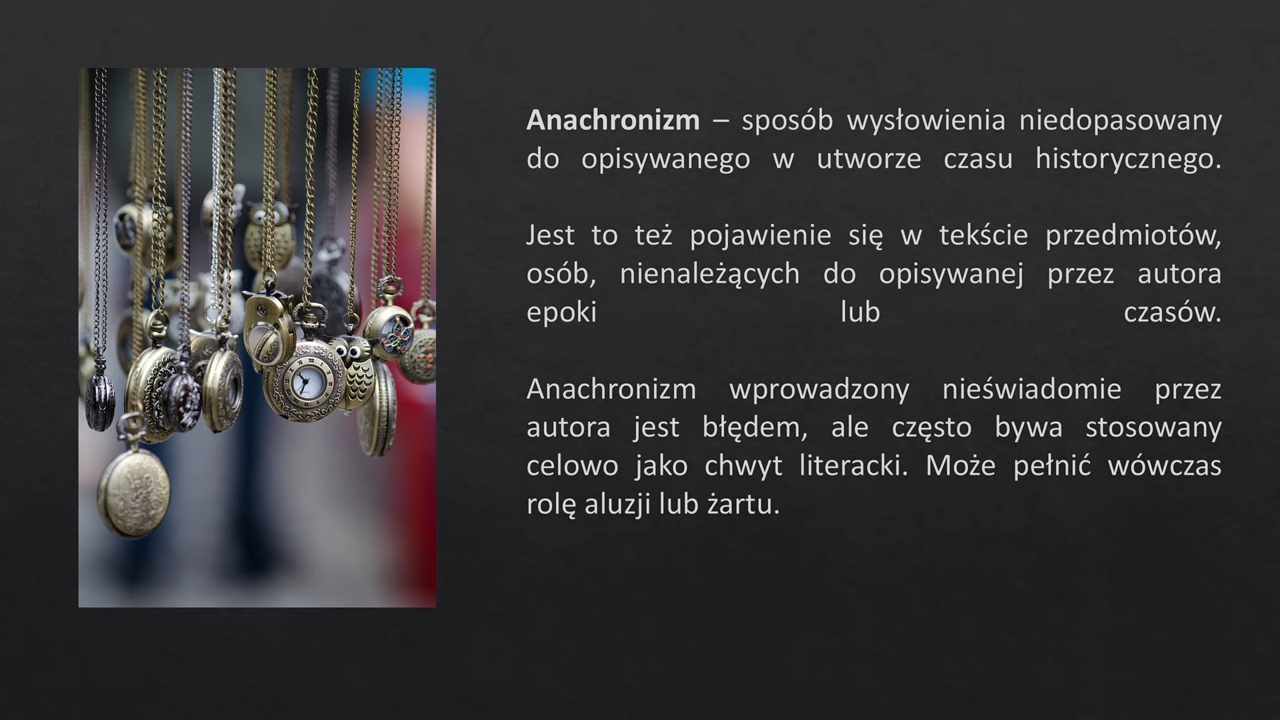 Anachronizm – sposób wysłowienia niedopasowany
do opisywanego w utworze czasu historycznego.
Jest to też pojawienie się w tekście przedmiotów,
osób, nienależących do opisywanej przez autora
epoki lub czasów.
Anachronizm wprowadzony nieświadomie przez
autora jest błędem, ale często bywa stosowany
celowo jako chwyt literacki. Może pełnić wówczas
rolę aluzji lub żartu.